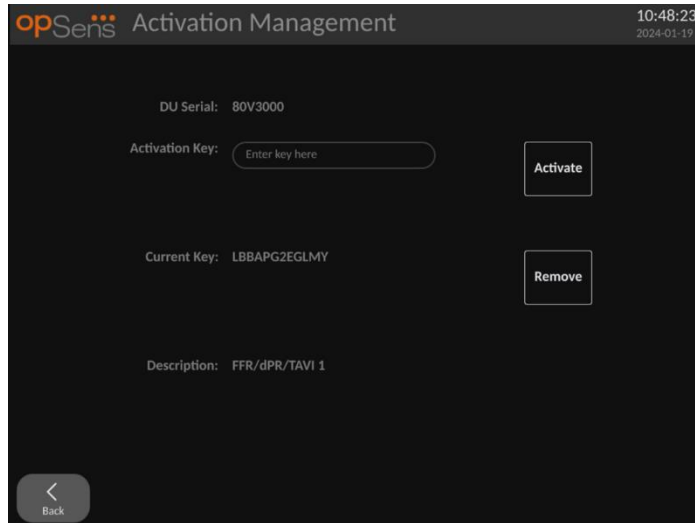 opSens Activation Management 10:48:23
2024-01-19
DU Serial: 80V3000
Activation Key: Enter key here
Activate
Current Key: LBBAPG2EGLMY
Remove
Description: FFR/dPR/TAVI 1
Back